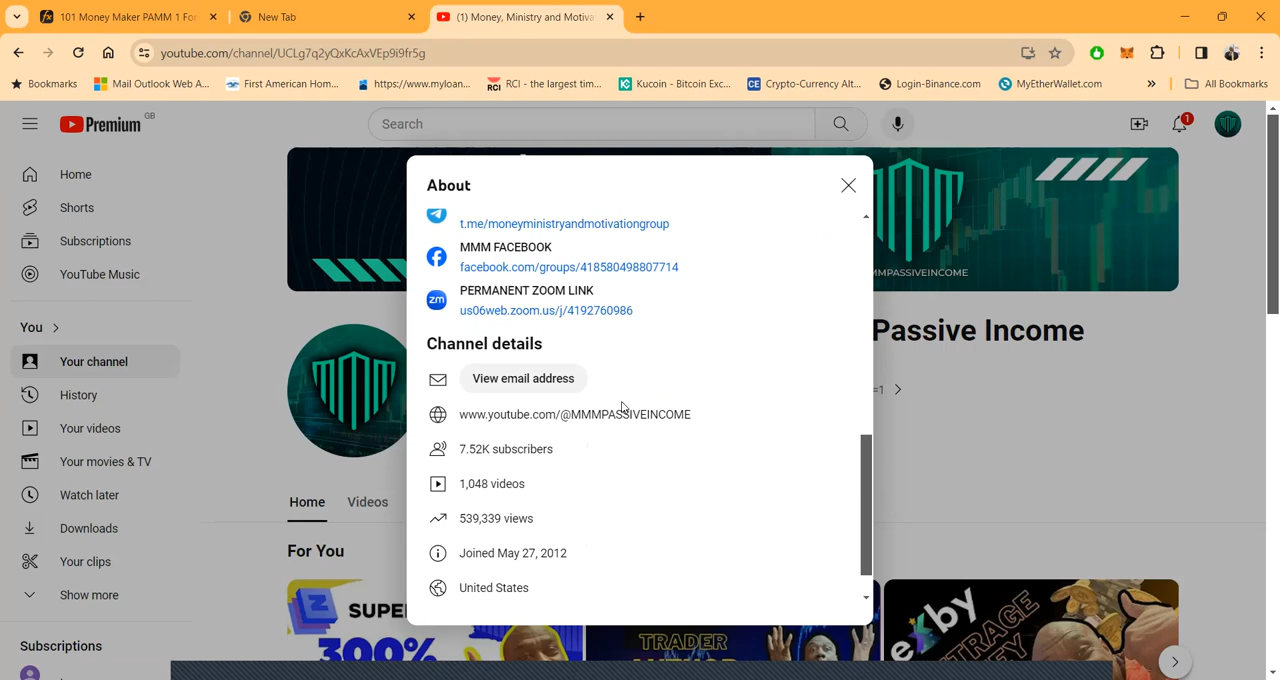 101 Money Maker PAMM 1 For
New Tab
(1) Money, Ministry and Motiva
youtube.com/channel/UCLg7q2yQxKcAxVEp9i9fr5g
Bookmarks
Mail Outlook Web A...
First American Hom...
https://www.myloan...
RCI - the largest tim...
Kucoin - Bitcoin Exc...
Crypto-Currency Alt...
Login-Binance.com
MyEtherWallet.com
»
All Bookmarks
Premium GB
Search
1
Home
Shorts
Subscriptions
YouTube Music
You
Your channel
History
Your videos
Your movies & TV
Watch later
Downloads
Your clips
Show more
Subscriptions
MMPASSIVEINCOME
Passive Income
=1
About
t.me/moneyministryandmotivationgroup
MMM FACEBOOK
facebook.com/groups/418580498807714
zm
PERMANENT ZOOM LINK
us06web.zoom.us/j/4192760986
Channel details
View email address
www.youtube.com/@MMMPASSIVEINCOME
7.52K subscribers
1,048 videos
539,339 views
Joined May 27, 2012
United States
Home
Videos
For You
SUPER
300%
TRADER